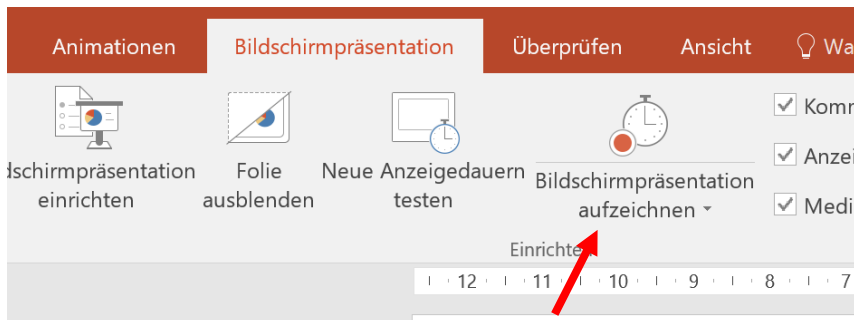 Animationen Bildschirmpräsentation Überprüfen Ansicht
dschirmpräsentation
einrichten
Folie
ausblenden
Neue Anzeigedauern
testen
Bildschirmpräsentation
aufzeichnen
Einrichten
12 11 10 9 8 7